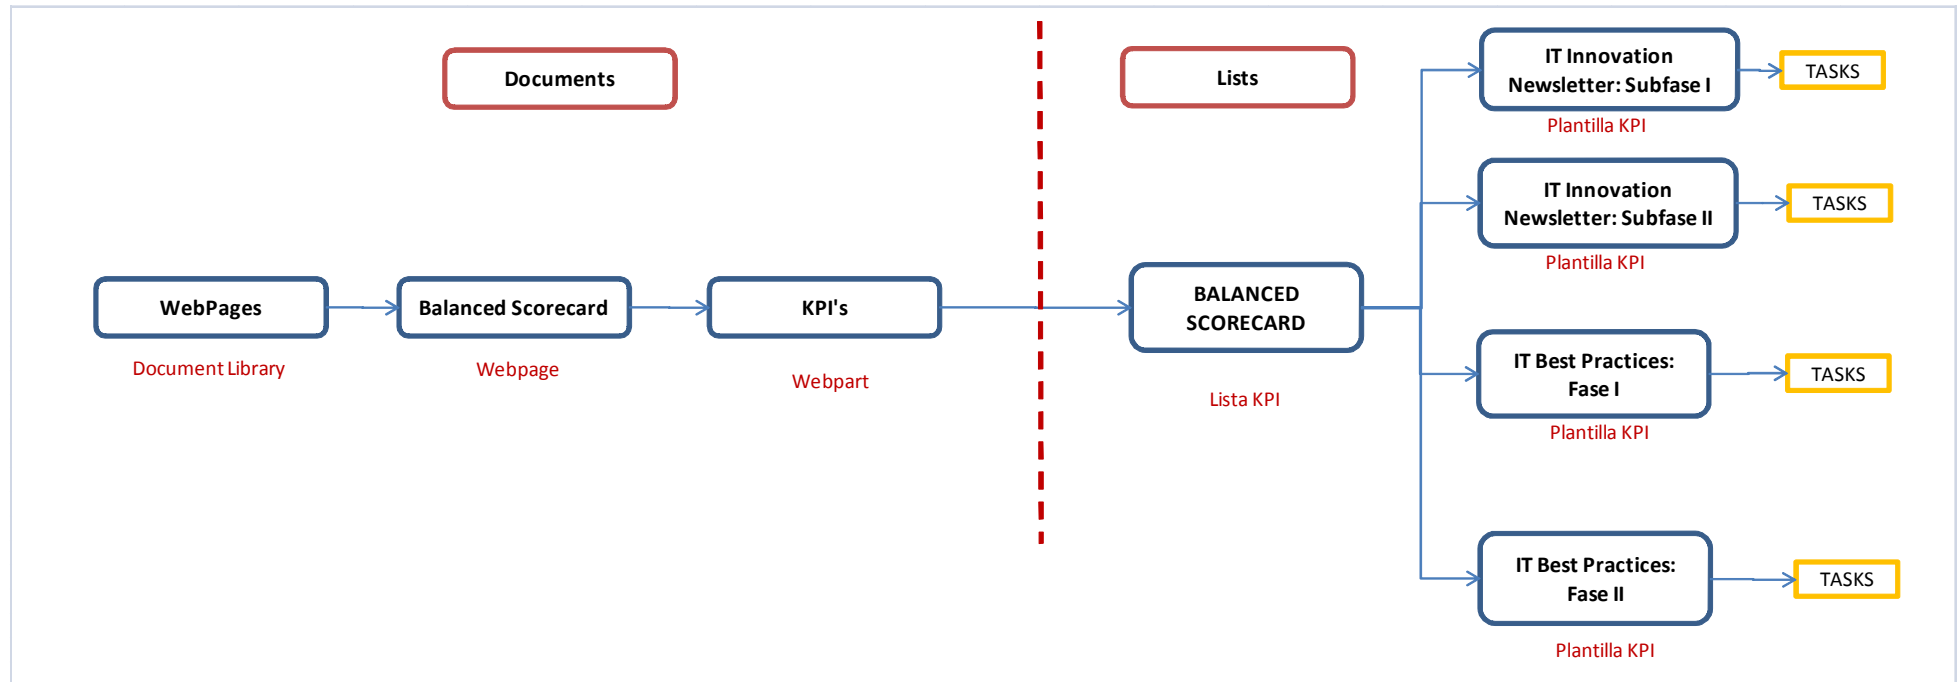 Documents
Lists
WebPages
Document Library
Balanced Scorecard
Webpage
KPI's
Webpart
BALANCED
SCORECARD
Lista KPI
IT Innovation
Newsletter: Subfase I
Plantilla KPI
TASKS
IT Innovation
Newsletter: Subfase II
Plantilla KPI
TASKS
IT Best Practices:
Fase I
Plantilla KPI
TASKS
IT Best Practices:
Fase II
Plantilla KPI
TASKS